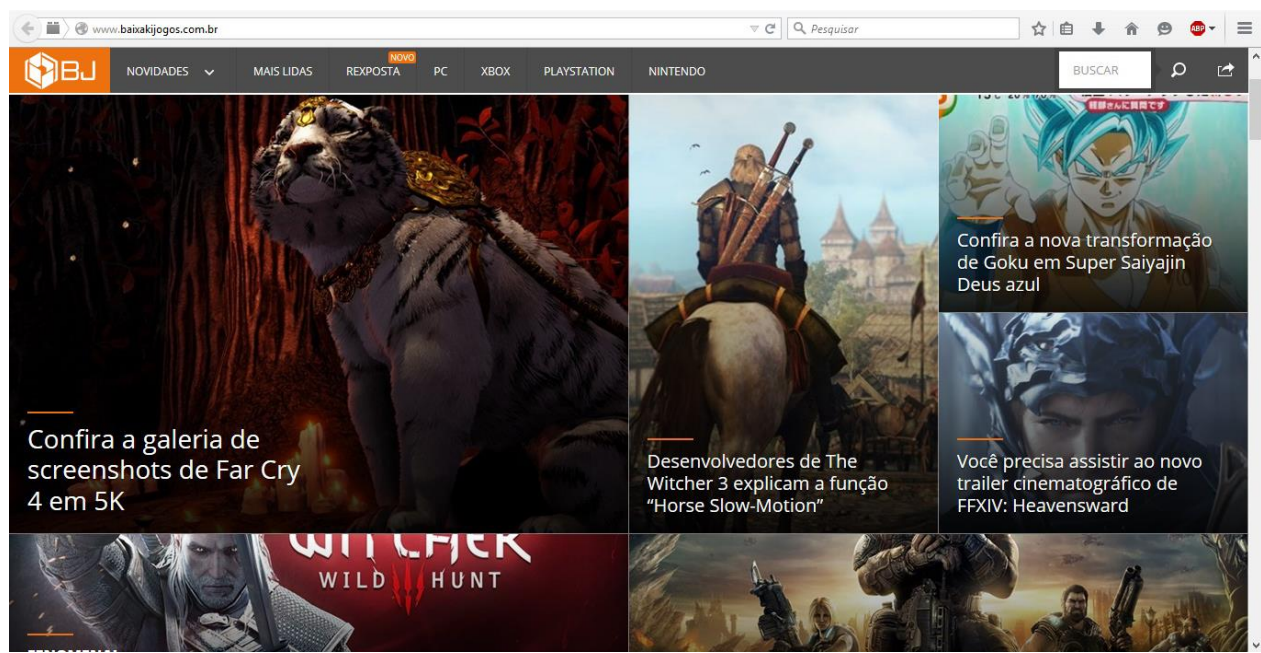 www.baixakijogos.com.br
Pesquisar
ABP
BJ
NOVIDADES
MAIS LIDAS
REXPOSTA
NOVO
PC
XBOX
PLAYSTATION
NINTENDO
BUSCAR
Confira a galeria de
screenshots de Far Cry
4 em 5K
Desenvolvedores de The
Witcher 3 explicam a função
“Horse Slow-Motion”
Confira a nova transformação
de Goku em Super Saiyajin
Deus azul
Você precisa assistir ao novo
trailer cinematográfico de
FFXIV: Heavensward
WITCHER
WILD HUNT